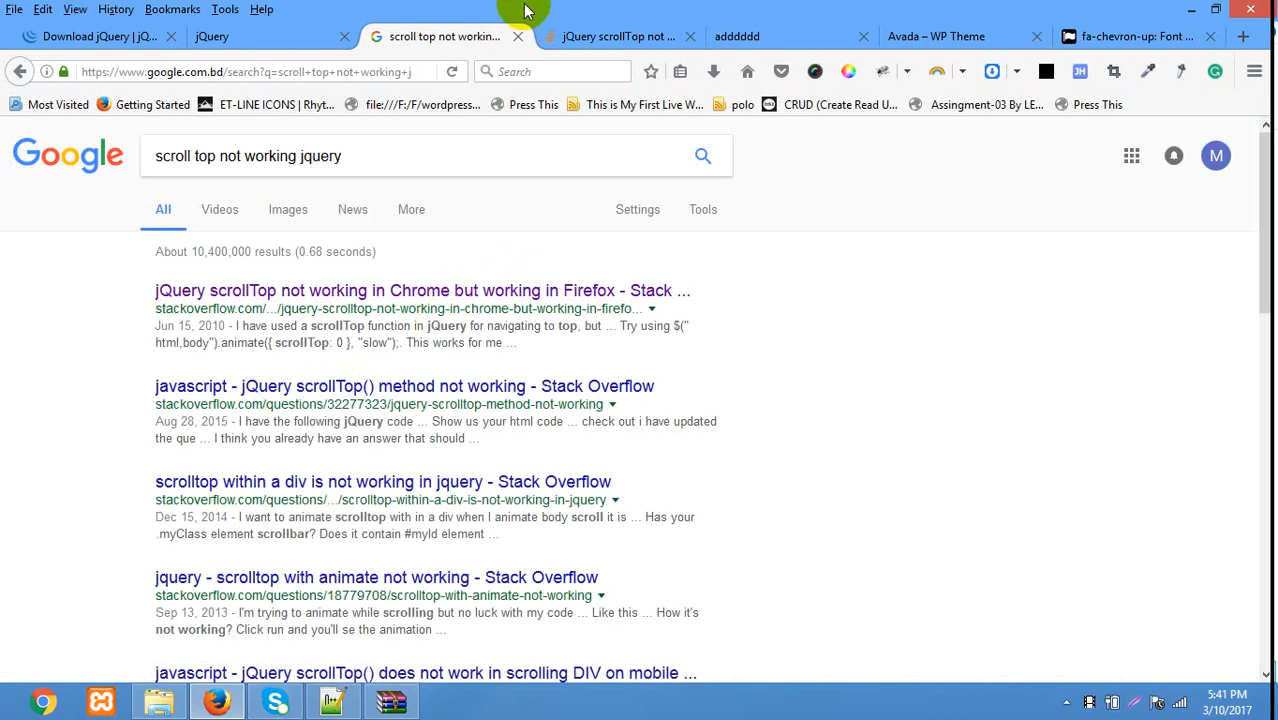 File Edit View History Bookmarks Tools Help
Download jQuery | jQ... jQuery scroll top not workin... jQuery scrollTop not ... adddddd Avada – WP Theme fa-chevron-up: Font ...
https://www.google.com.bd/search?q=scroll+top+not+working+j Search
Most Visited Getting Started ET-LINE ICONS | Rhyt... file:///F:/F/wordpress... Press This This is My First Live W... polo CRUD (Create Read U... Assingment-03 By LE... Press This
Google scroll top not working jquery M
All Videos Images News More Settings Tools
About 10,400,000 results (0.68 seconds)
jQuery scrollTop not working in Chrome but working in Firefox - Stack ...
stackoverflow.com/.../jquery-scrolltop-not-working-in-chrome-but-working-in-firefo...
Jun 15, 2010 - I have used a scrollTop function in jQuery for navigating to top, but ... Try using $("
html,body").animate({ scrollTop: 0 }, "slow");. This works for me ...
javascript - jQuery scrollTop() method not working - Stack Overflow
stackoverflow.com/questions/32277323/jquery-scrolltop-method-not-working
Aug 28, 2015 - I have the following jQuery code ... Show us your html code ... check out i have updated
the que ... I think you already have an answer that should ...
scrolltop within a div is not working in jquery - Stack Overflow
stackoverflow.com/questions/.../scrolltop-within-a-div-is-not-working-in-jquery
Dec 15, 2014 - I want to animate scrolltop with in a div when I animate body scroll it is ... Has your
.myClass element scrollbar? Does it contain #myId element ...
jquery - scrolltop with animate not working - Stack Overflow
stackoverflow.com/questions/18779708/scrolltop-with-animate-not-working
Sep 13, 2013 - I'm trying to animate while scrolling but no luck with my code ... Like this ... How it's
not working? Click run and you'll se the animation ...
javascript - jQuery scrollTop() does not work in scrolling DIV on mobile ...
5:41 PM
3/10/2017